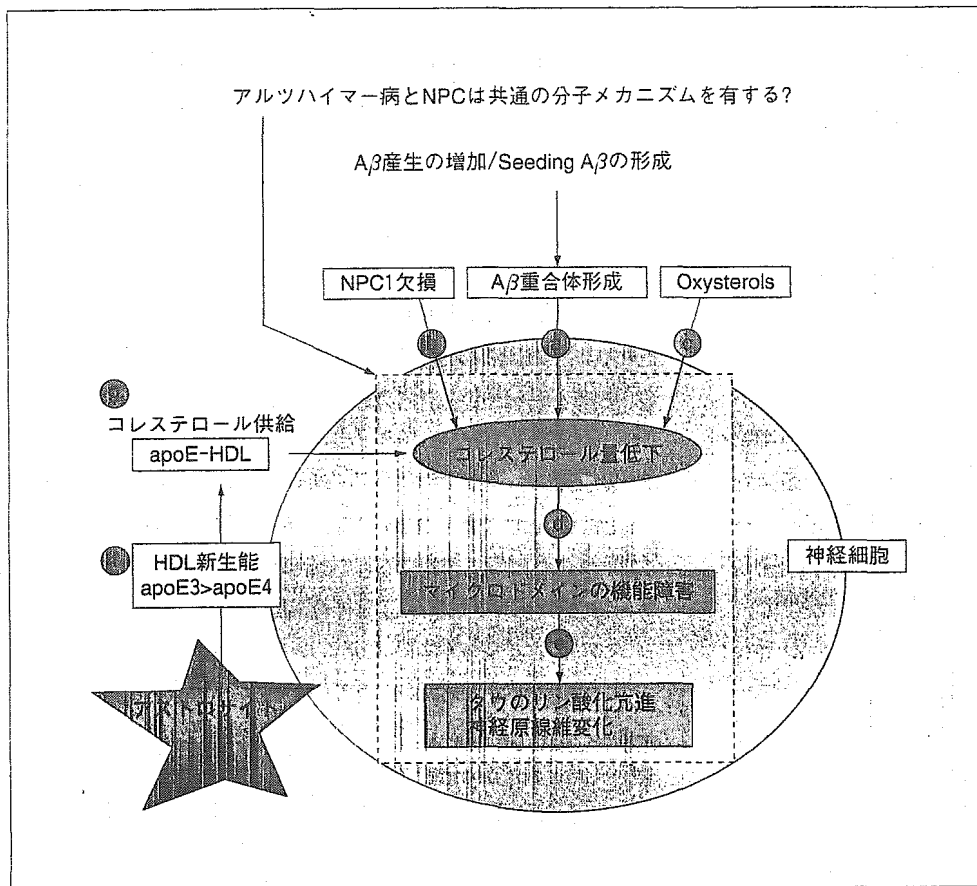 アルツハイマー病とNPCは共通の分子メカニズムを有する?
Aβ産生の増加/Seeding Aβの形成
NPC1欠損
Aβ重合体形成
Oxysterols
コレステロール供給
apoE-HDL
コレステロール量低下
HDL新生能
apoE3>apoE4
神経細胞
マイクロドメインの機能障害
アストロサイト
タウのリン酸化亢進
神経原線維変化